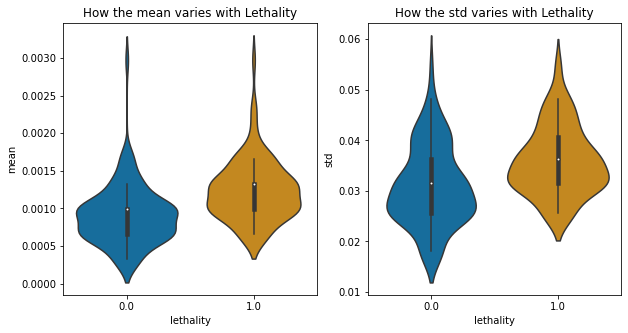 How the mean varies with Lethality
mean
0.0030
0.0025
0.0020
0.0015
0.0010
0.0005
0.0000
0.0
1.0
lethality
How the std varies with Lethality
std
0.06
0.05
0.04
0.03
0.02
0.01
0.0
1.0
lethality